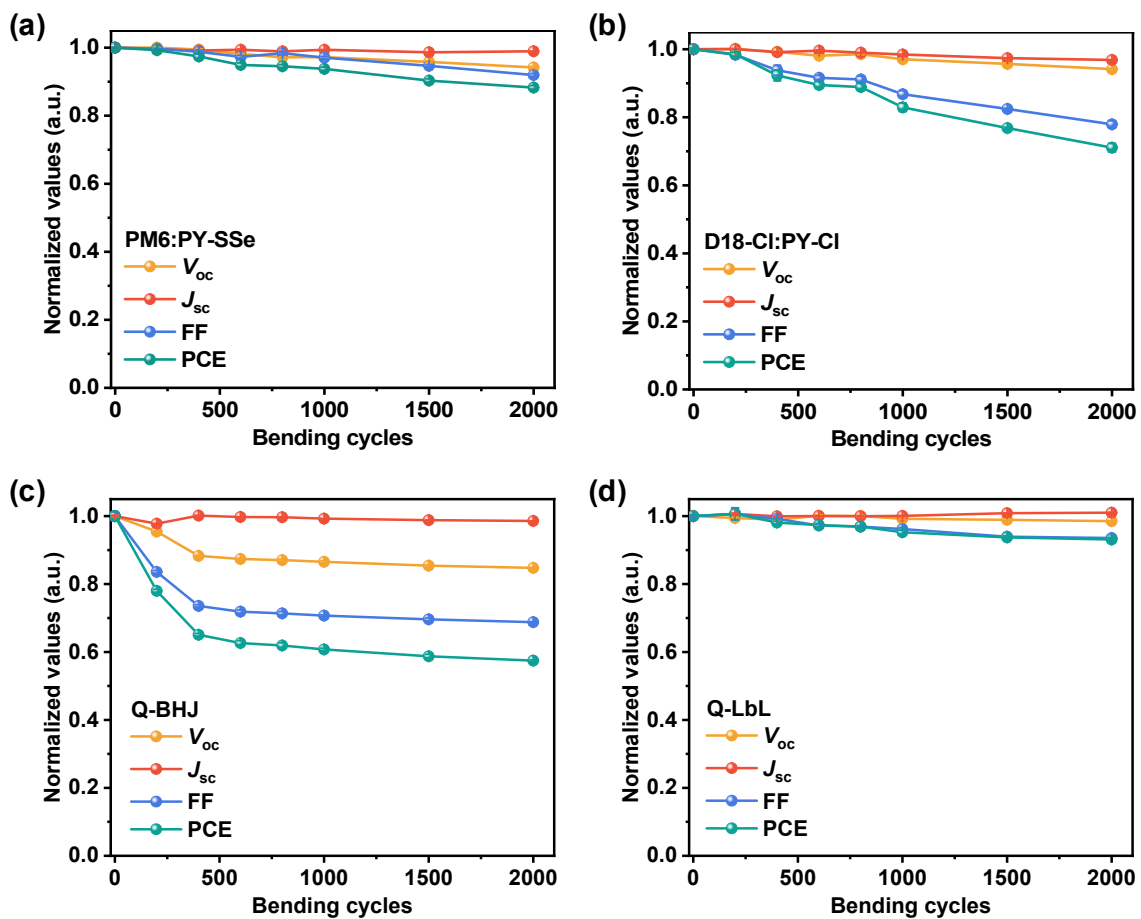 (a)
Normalized values (a.u.)
1.0
0.8
0.6
0.4
0.2
0.0
PM6:PY-SSe
Voc
Jsc
FF
PCE
0 500 1000 1500 2000
Bending cycles
(b)
Normalized values (a.u.)
1.0
0.8
0.6
0.4
0.2
0.0
D18-Cl:PY-Cl
Voc
Jsc
FF
PCE
0 500 1000 1500 2000
Bending cycles
(c)
Normalized values (a.u.)
1.0
0.8
0.6
0.4
0.2
0.0
Q-BHJ
Voc
Jsc
FF
PCE
0 500 1000 1500 2000
Bending cycles
(d)
Normalized values (a.u.)
1.0
0.8
0.6
0.4
0.2
0.0
Q-LbL
Voc
Jsc
FF
PCE
0 500 1000 1500 2000
Bending cycles